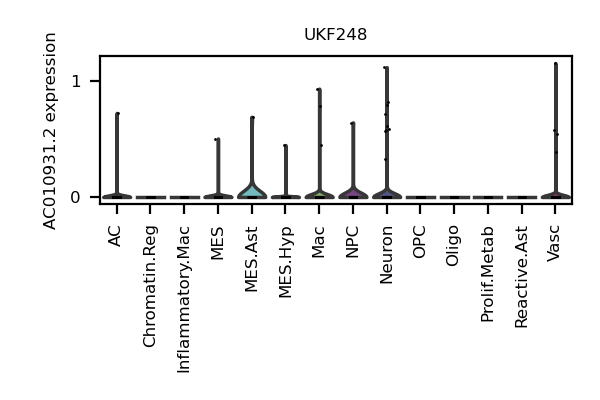 UKF248
AC010931.2 expression
1
0
AC
Chromatin.Reg
Inflammatory.Mac
MES
MES.Ast
MES.Hyp
Mac
NPC
Neuron
OPC
Oligo
Prolif.Metab
Reactive.Ast
Vasc